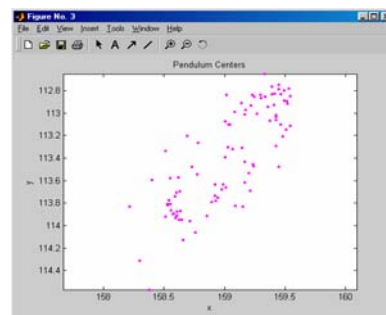 Figure No. 3
File Edit View Insert Tools Window Help
A
Pendulum Centers
112.8
113
113.2
113.4
113.6
113.8
114
114.2
114.4
y
158 158.5 159 159.5 160
x